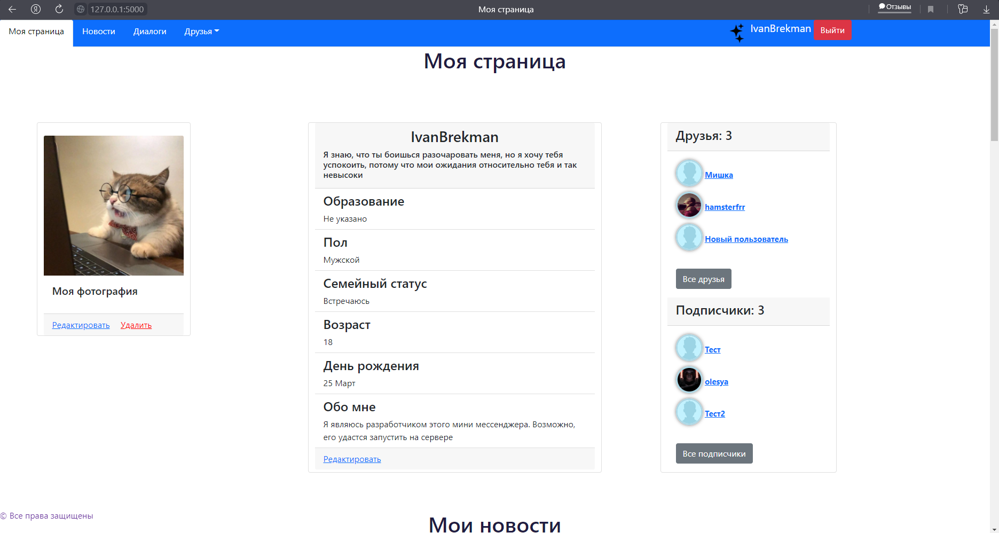 127.0.0.1:5000
Моя страница
Отзывы
Моя страница
Новости
Диалоги
Друзья
IvanBrekman
Выйти
Моя страница
Моя фотография
Редактировать Удалить
IvanBrekman
Я знаю, что ты боишься разочаровать меня, но я хочу тебя
успокоить, потому что мои ожидания относительно тебя и так
невысоки
Образование
Не указано
Пол
Мужской
Семейный статус
Встречаюсь
Возраст
18
День рождения
25 Март
Обо мне
Я являюсь разработчиком этого мини мессенджера. Возможно,
его удастся запустить на сервере
Редактировать
Друзья: 3
Мишка
hamsterfrr
Новый пользователь
Все друзья
Подписчики: 3
Тест
olesya
Тест2
Все подписчики
© Все права защищены
Мои новости